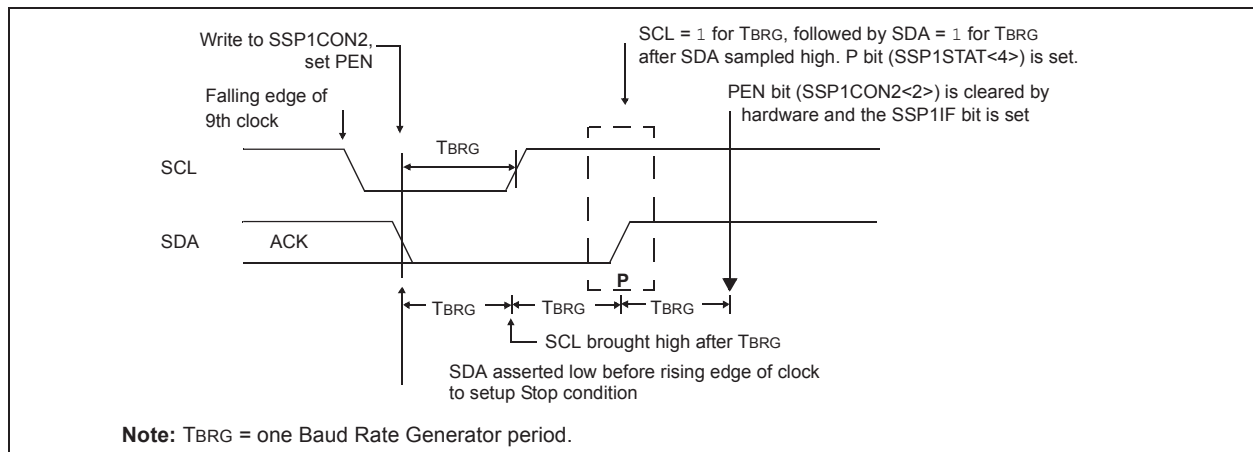 Write to SSP1CON2,
set PEN
SCL = 1 for TBRG, followed by SDA = 1 for TBRG
after SDA sampled high. P bit (SSP1STAT<4>) is set.
Falling edge of
9th clock
PEN bit (SSP1CON2<2>) is cleared by
hardware and the SSP1IF bit is set
TBRG
SCL
SDA
ACK
P
TBRG
TBRG
TBRG
SCL brought high after TBRG
SDA asserted low before rising edge of clock
to setup Stop condition
Note: TBRG = one Baud Rate Generator period.